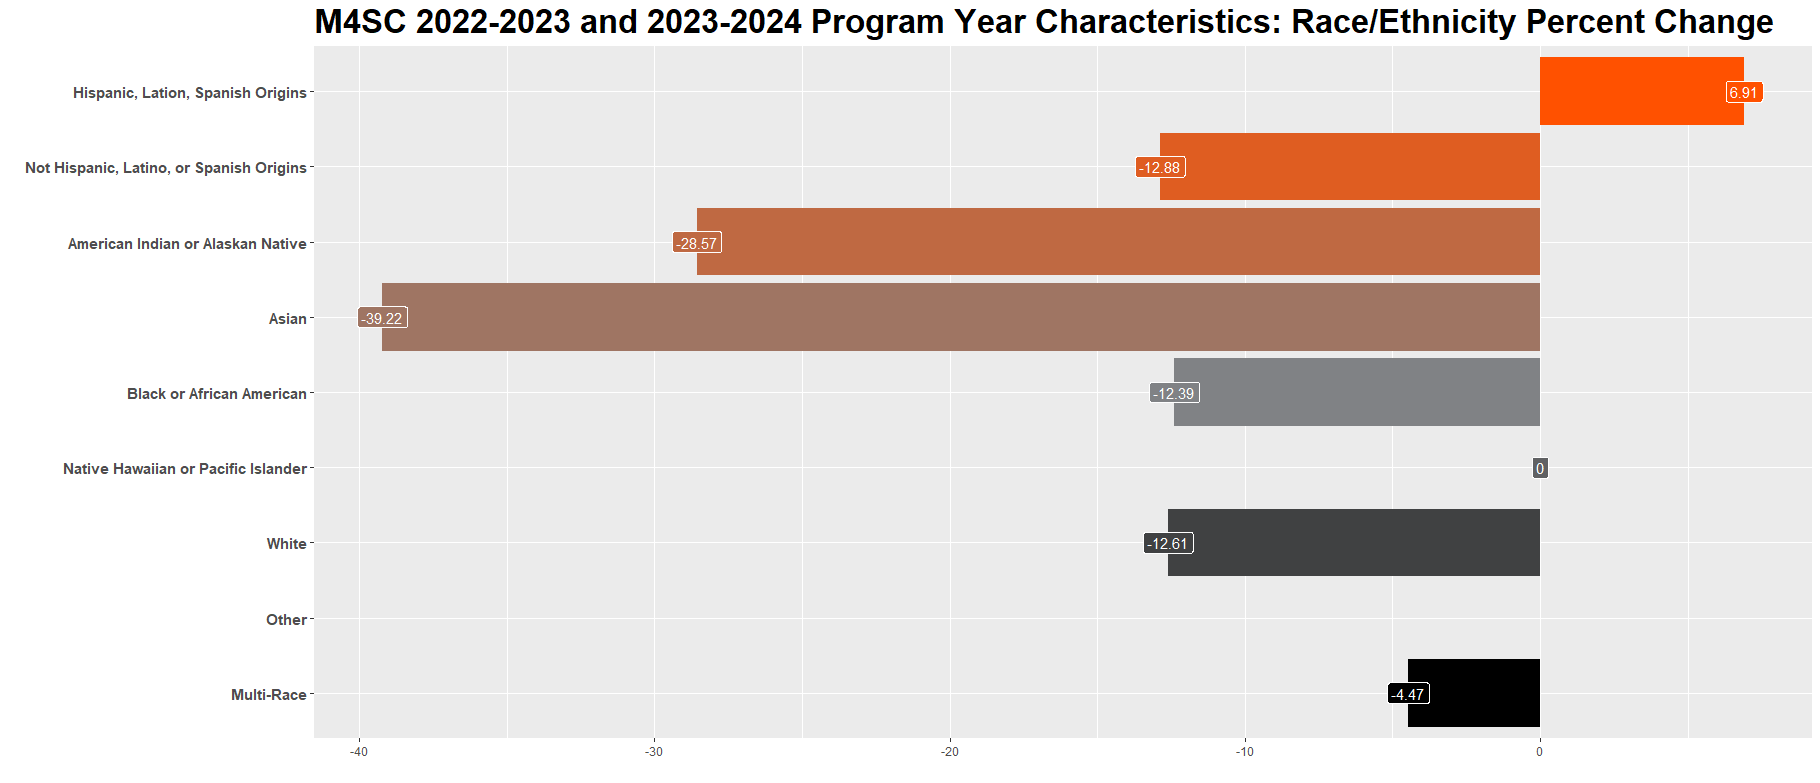 M4SC 2022-2023 and 2023-2024 Program Year Characteristics: Race/Ethnicity Percent Change
Hispanic, Lation, Spanish Origins
6.91
Not Hispanic, Latino, or Spanish Origins
-12.88
American Indian or Alaskan Native
-28.57
Asian
-39.22
Black or African American
-12.39
Native Hawaiian or Pacific Islander
0
White
-12.61
Other
Multi-Race
-4.47
-40 -30 -20 -10 0